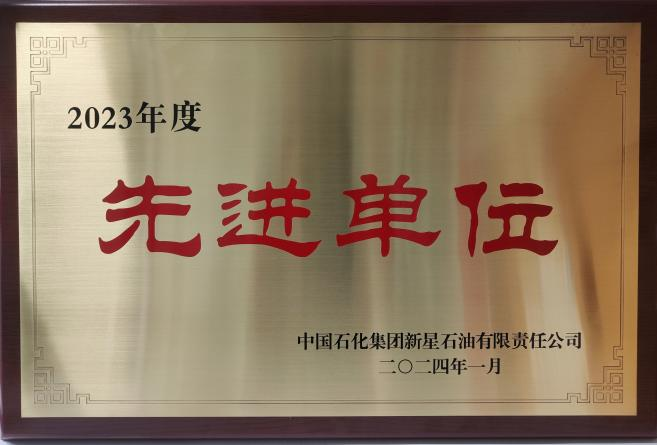 2023年度
先进单位
中国石化集团新星石油有限责任公司
二〇二四年一月